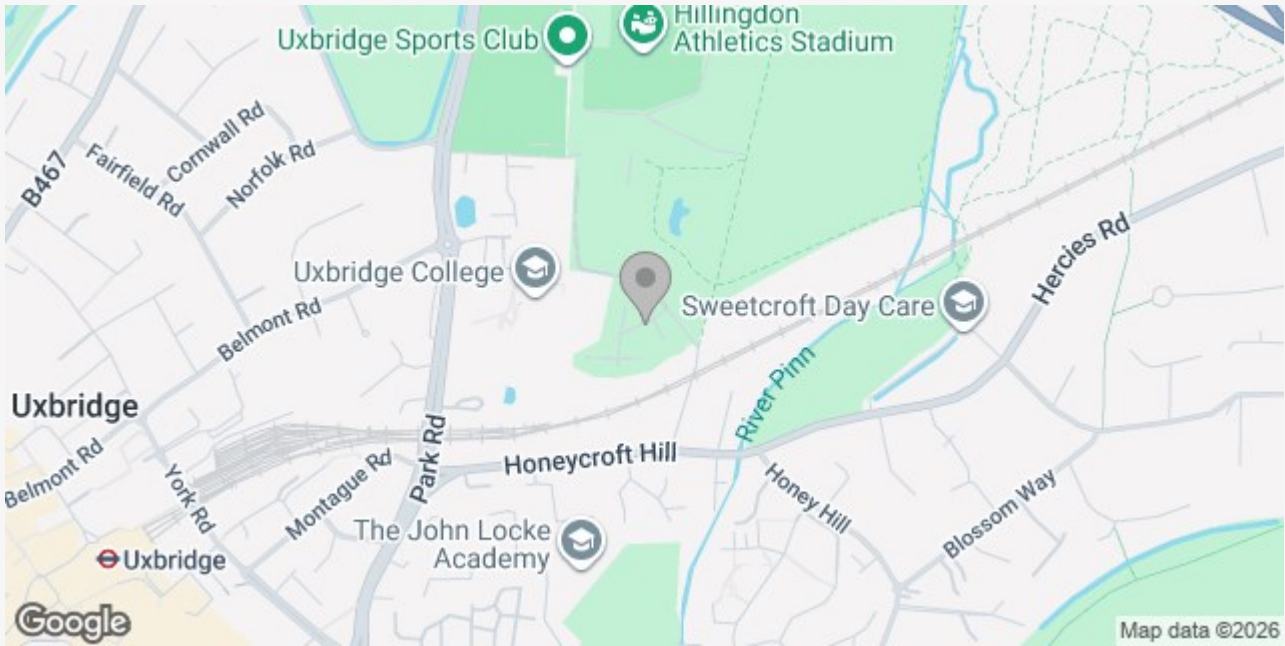 Hillingdon
Athletics Stadium
Uxbridge Sports Club
Cornwall Rd
Norfolk Rd
Fairfield Rd
B467
Hercies Rd
Uxbridge College
Sweetcroft Day Care
Belmont Rd
River Pinn
Uxbridge
Park Rd
Belmont Rd
York Rd
Montague Rd
Honeycroft Hill
Honey Hill
Blossom Way
The John Locke
Academy
Uxbridge
Google
Map data ©2026